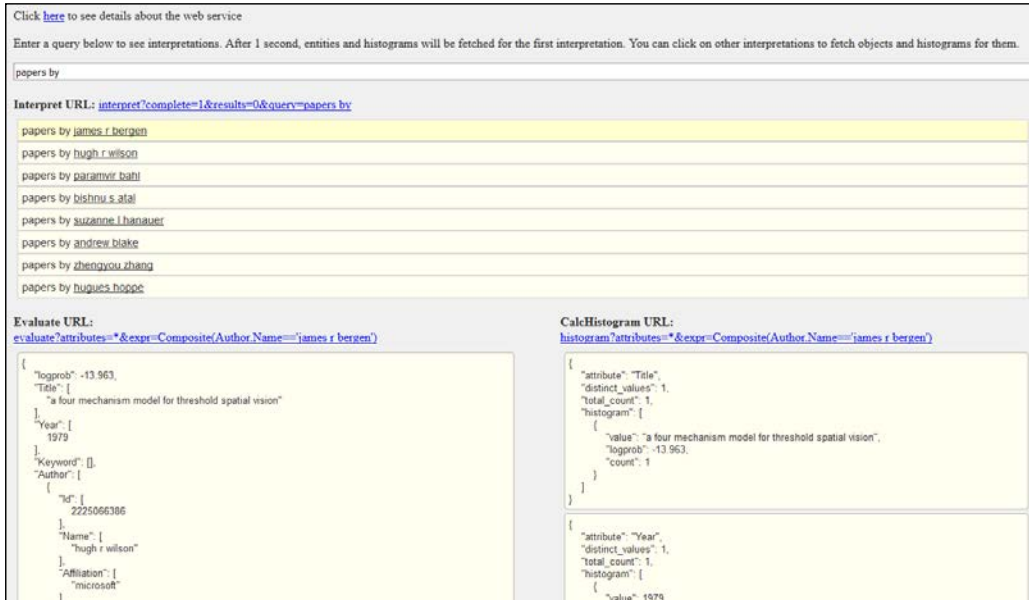 Click here to see details about the web service
Enter a query below to see interpretations. After 1 second, entities and histograms will be fetched for the first interpretation. You can click on other interpretations to fetch objects and histograms for them.
papers by
Interpret URL: interpret?complete=1&results=0&query=papers by
papers by james r bergen
papers by hugh r wilson
papers by paramvir bahl
papers by bishnu s atal
papers by suzanne l hanauer
papers by andrew blake
papers by zhengyou zhang
papers by hugues hoppe
Evaluate URL:
evaluate?attributes=*&expr=Composite(Author.Name=='james r bergen')
{
"logprob": -13.963,
"Title": [
"a four mechanism model for threshold spatial vision"
],
"Year": [
1979
],
"Keyword": [],
"Author": [
{
"Id": [
2225066386
],
"Name": [
"hugh r wilson"
],
"Affiliation": [
"microsoft"
]
CalcHistogram URL:
histogram?attributes=*&expr=Composite(Author.Name=='james r bergen')
{
"attribute": "Title",
"distinct_values": 1,
"total_count": 1,
"histogram": [
{
"value": "a four mechanism model for threshold spatial vision",
"logprob": -13.963,
"count": 1
}
]
}
{
"attribute": "Year",
"distinct_values": 1,
"total_count": 1,
"histogram": [
{
"value": 1979